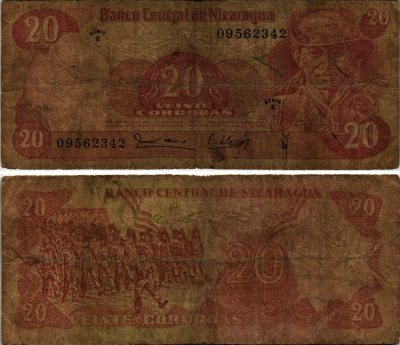 20 Banco Central de Nicaragua
09562342
SERIE
E
20
VEINTE
CORDOBAS
SERIE
E
20 09562342 20
BANCO CENTRAL DE NICARAGUA
20 20
20
20 VEINTE CORDOBAS 20